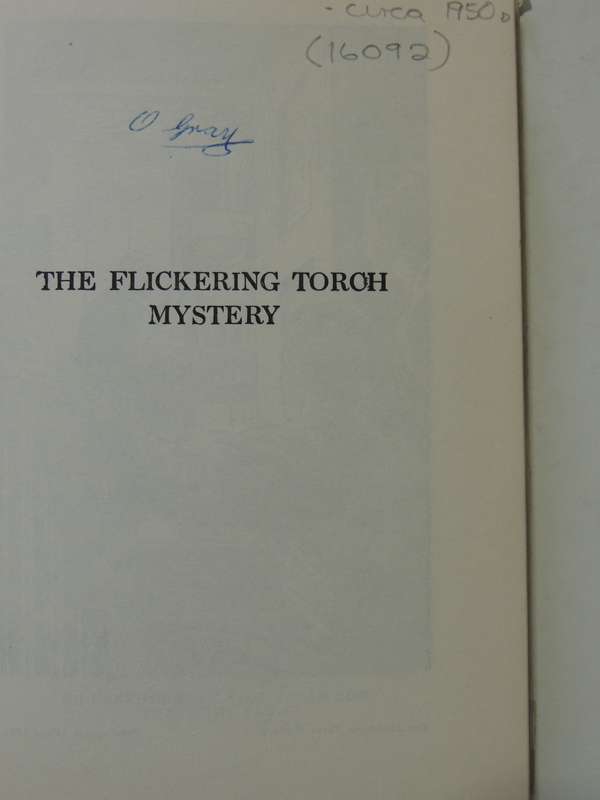 - circa 1950s
(16092)
O Gray
THE FLICKERING TORCH
MYSTERY